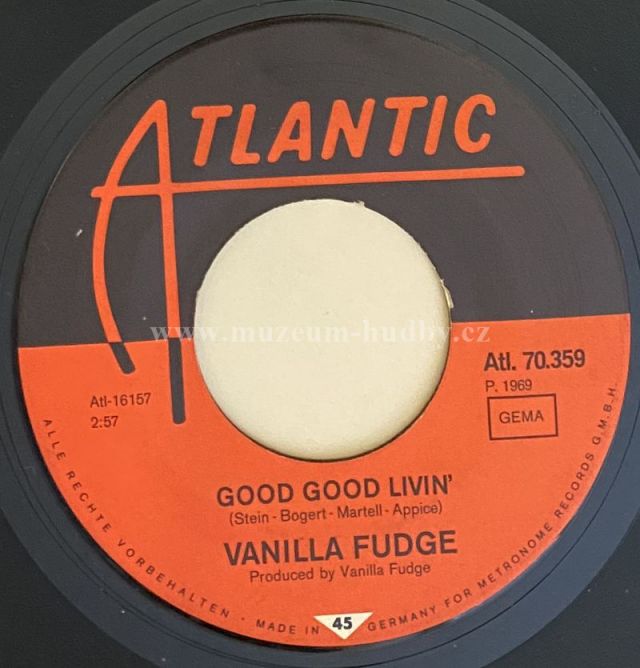 ATLANTIC
www.muzeum-hudby.cz
Atl. 70.359
P. 1969
GEMA
Atl-16157
2:57
GOOD GOOD LIVIN'
(Stein - Bogert - Martell - Appice)
VANILLA FUDGE
Produced by Vanilla Fudge
ALLE RECHTE VORBEHALTEN · MADE IN 45 GERMANY FOR METRONOME RECORDS G.M.B.H.